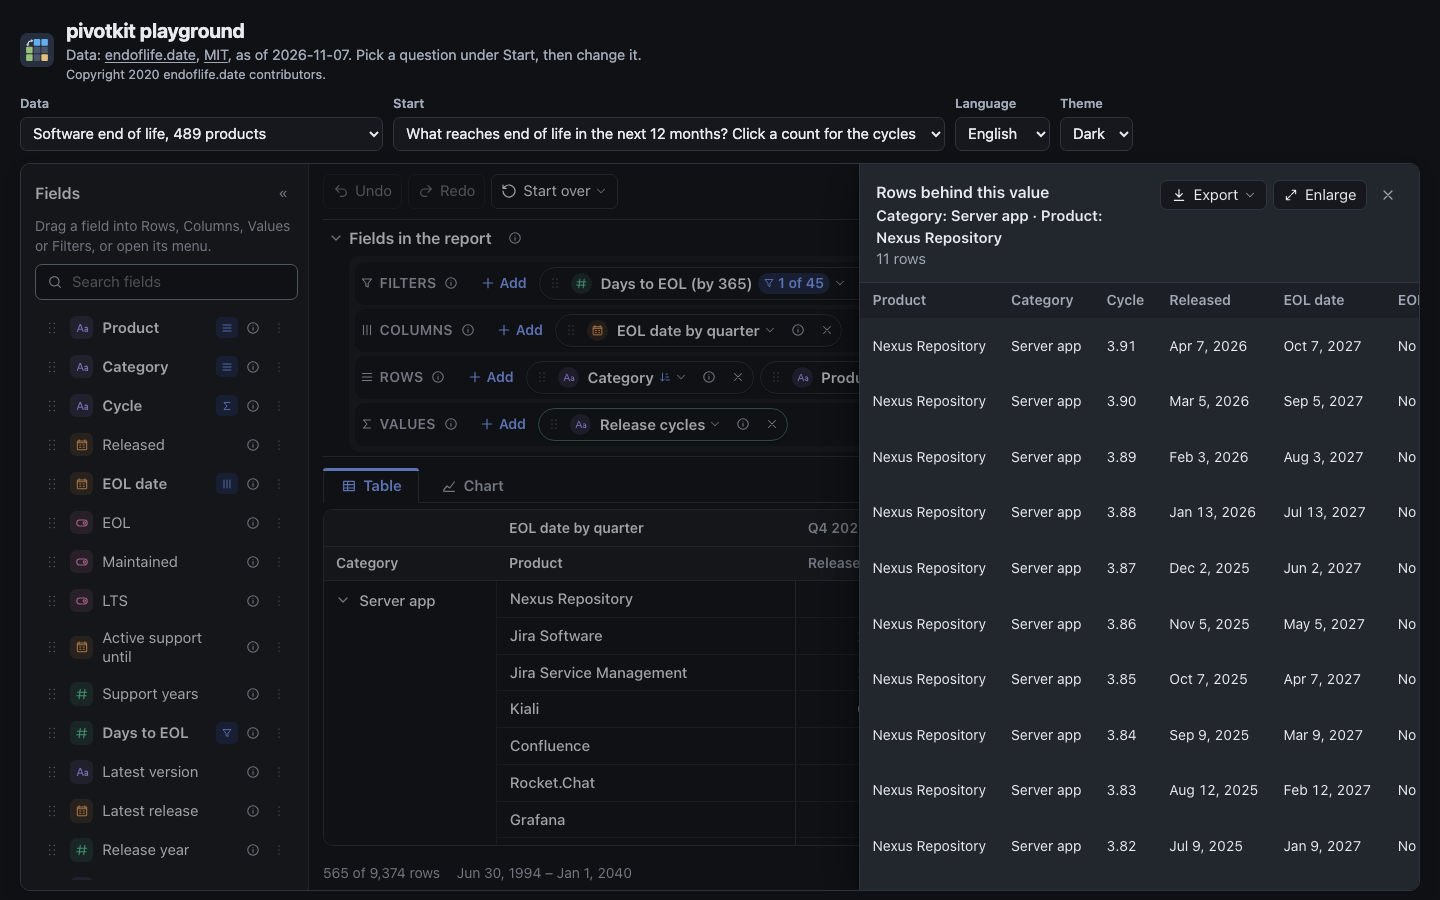 pivotkit playground
Data: endoflife.date, MIT, as of 2026-11-07. Pick a question under Start, then change it.
Copyright 2020 endoflife.date contributors.
Data
Start
Language
Theme
Software end of life, 489 products
What reaches end of life in the next 12 months? Click a count for the cycles
English
Dark
Fields
«
Drag a field into Rows, Columns, Values
or Filters, or open its menu.
Search fields
Aa Product
Aa Category
Aa Cycle Σ
Released
EOL date
EOL
Maintained
LTS
Active support
until
# Support years
# Days to EOL
Aa Latest version
Latest release
# Release year
Undo
Redo
Start over
Fields in the report
FILTERS
+ Add
# Days to EOL (by 365) 1 of 45
COLUMNS
+ Add
EOL date by quarter
ROWS
+ Add
Aa Category
Aa Produ
Σ VALUES
+ Add
Aa Release cycles
Table
Chart
EOL date by quarter
Q4 202
Category
Product
Release
Server app
Nexus Repository
Jira Software
Jira Service Management
Kiali
Confluence
Rocket.Chat
Grafana
565 of 9,374 rows
Jun 30, 1994 – Jan 1, 2040
Rows behind this value
Category: Server app · Product:
Nexus Repository
11 rows
Export
Enlarge
Product Category Cycle Released EOL date EOL
Nexus Repository Server app 3.91 Apr 7, 2026 Oct 7, 2027 No
Nexus Repository Server app 3.90 Mar 5, 2026 Sep 5, 2027 No
Nexus Repository Server app 3.89 Feb 3, 2026 Aug 3, 2027 No
Nexus Repository Server app 3.88 Jan 13, 2026 Jul 13, 2027 No
Nexus Repository Server app 3.87 Dec 2, 2025 Jun 2, 2027 No
Nexus Repository Server app 3.86 Nov 5, 2025 May 5, 2027 No
Nexus Repository Server app 3.85 Oct 7, 2025 Apr 7, 2027 No
Nexus Repository Server app 3.84 Sep 9, 2025 Mar 9, 2027 No
Nexus Repository Server app 3.83 Aug 12, 2025 Feb 12, 2027 No
Nexus Repository Server app 3.82 Jul 9, 2025 Jan 9, 2027 No